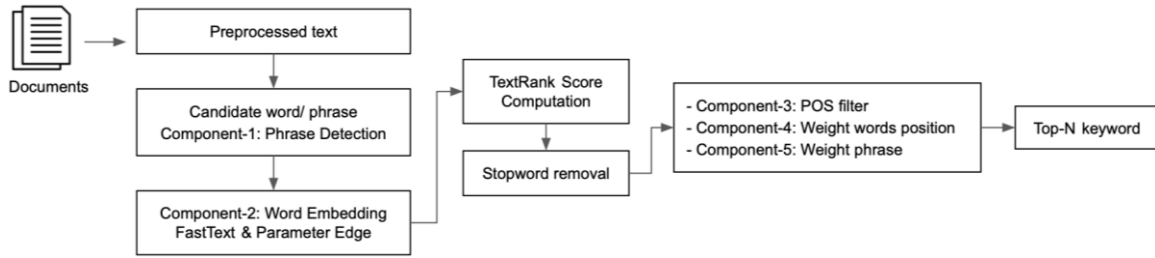 Documents
Preprocessed text
Candidate word/ phrase
Component-1: Phrase Detection
Component-2: Word Embedding
FastText & Parameter Edge
TextRank Score
Computation
Stopword removal
- Component-3: POS filter
- Component-4: Weight words position
- Component-5: Weight phrase
Top-N keyword